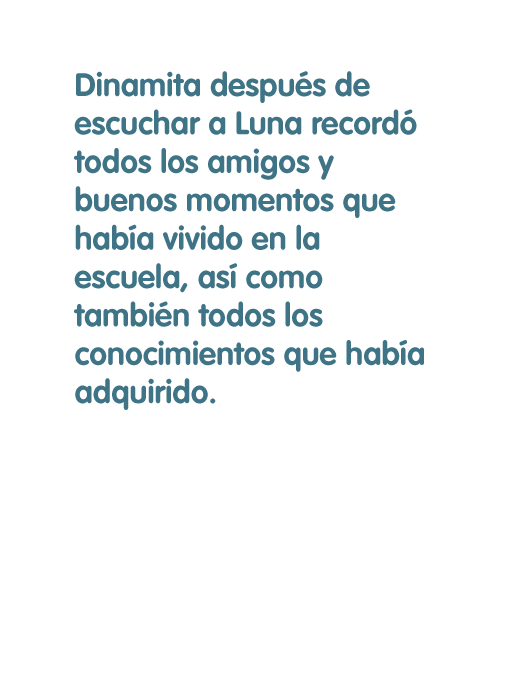 Dinamita después de
escuchar a Luna recordó
todos los amigos y
buenos momentos que
había vivido en la
escuela, así como
también todos los
conocimientos que había
adquirido.